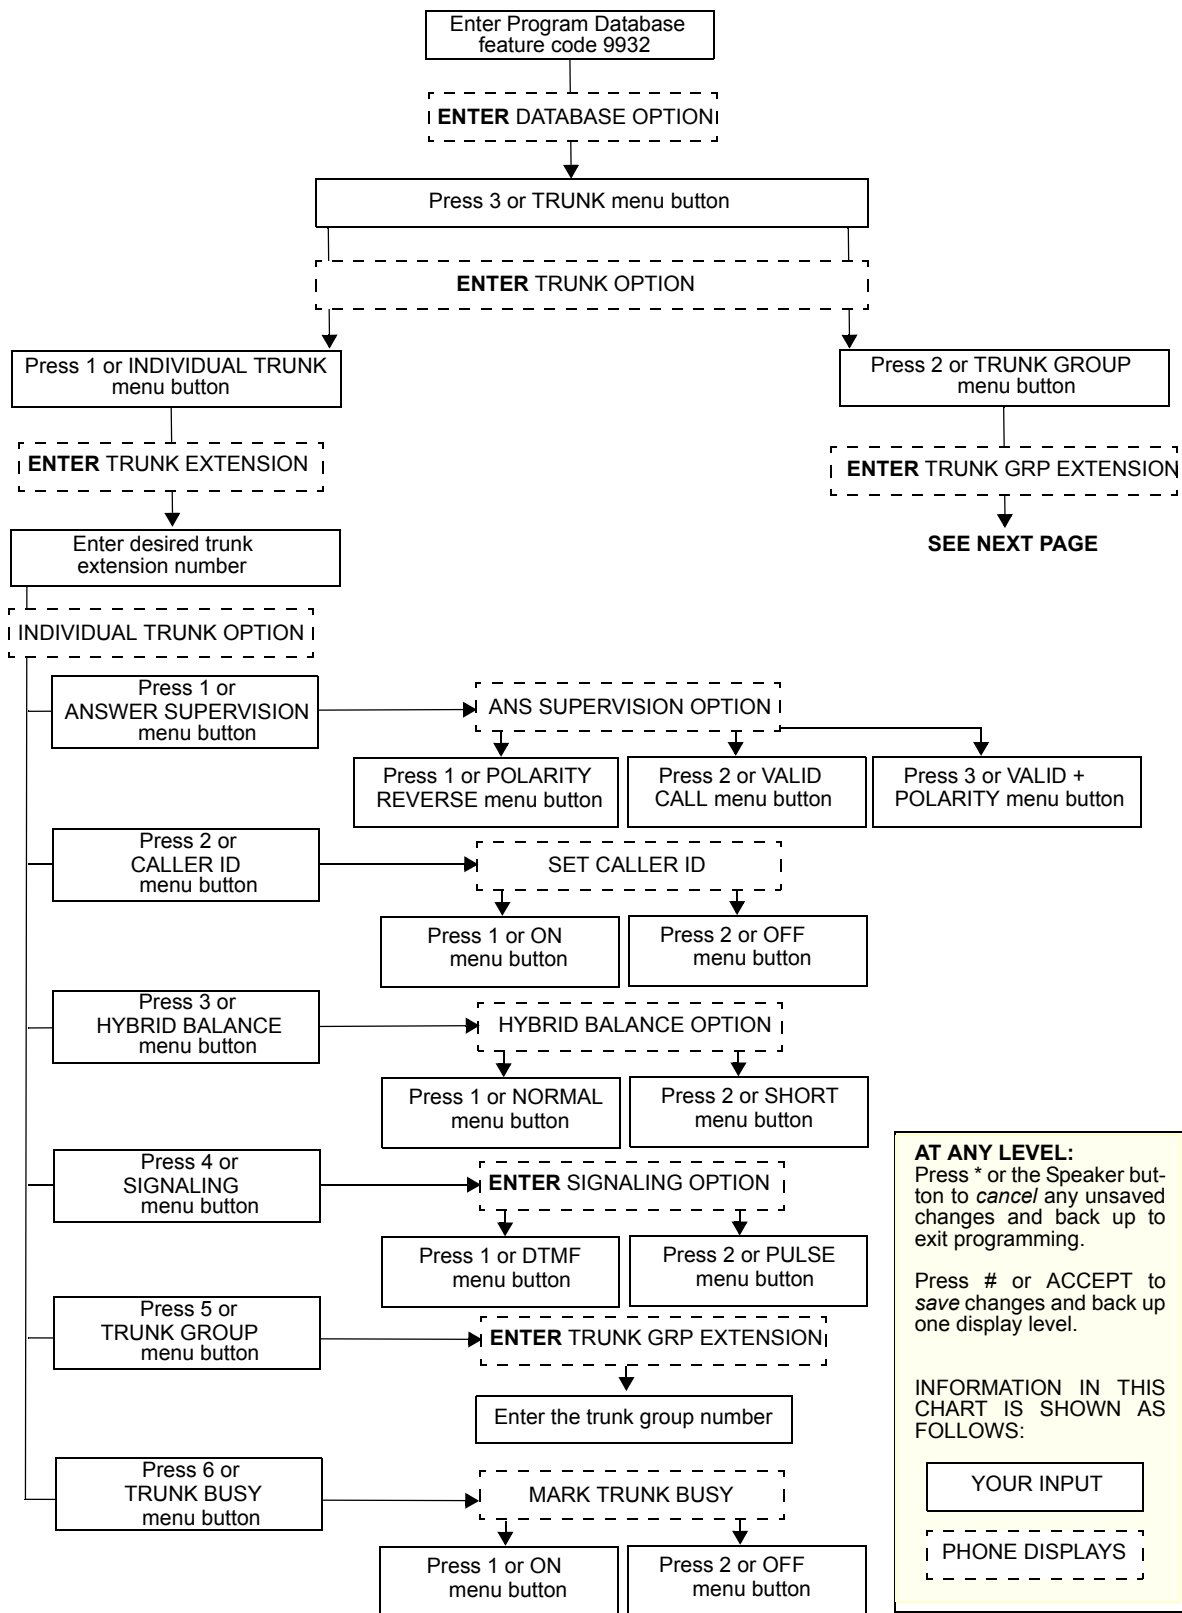 Enter Program Database
feature code 9932
ENTER DATABASE OPTION
Press 3 or TRUNK menu button
ENTER TRUNK OPTION
Press 1 or INDIVIDUAL TRUNK
menu button
Press 2 or TRUNK GROUP
menu button
ENTER TRUNK EXTENSION
ENTER TRUNK GRP EXTENSION
Enter desired trunk
extension number
SEE NEXT PAGE
INDIVIDUAL TRUNK OPTION
Press 1 or
ANSWER SUPERVISION
menu button
ANS SUPERVISION OPTION
Press 1 or POLARITY
REVERSE menu button
Press 2 or VALID
CALL menu button
Press 3 or VALID +
POLARITY menu button
Press 2 or
CALLER ID
menu button
SET CALLER ID
Press 1 or ON
menu button
Press 2 or OFF
menu button
Press 3 or
HYBRID BALANCE
menu button
HYBRID BALANCE OPTION
Press 1 or NORMAL
menu button
Press 2 or SHORT
menu button
Press 4 or
SIGNALING
menu button
ENTER SIGNALING OPTION
Press 1 or DTMF
menu button
Press 2 or PULSE
menu button
Press 5 or
TRUNK GROUP
menu button
ENTER TRUNK GRP EXTENSION
Enter the trunk group number
Press 6 or
TRUNK BUSY
menu button
MARK TRUNK BUSY
Press 1 or ON
menu button
Press 2 or OFF
menu button
AT ANY LEVEL:
Press * or the Speaker but-
ton to cancel any unsaved
changes and back up to
exit programming.
Press # or ACCEPT to
save changes and back up
one display level.
INFORMATION IN THIS
CHART IS SHOWN AS
FOLLOWS:
YOUR INPUT
PHONE DISPLAYS